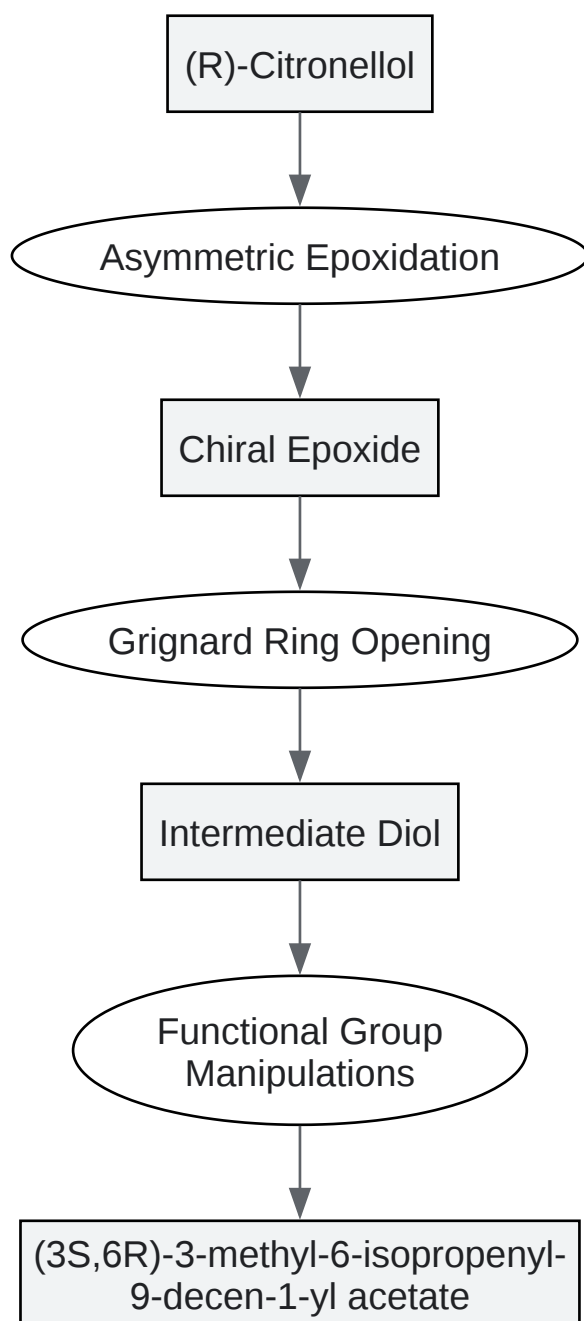 (R)-Citronellol
Asymmetric Epoxidation
Chiral Epoxide
Grignard Ring Opening
Intermediate Diol
Functional Group
Manipulations
(3S,6R)-3-methyl-6-isopropenyl-
9-decen-1-yl acetate